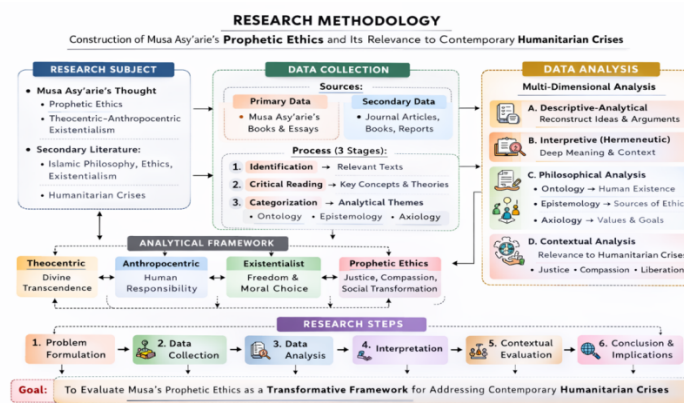 RESEARCH METHODOLOGY
Construction of Musa Asy'arie's Prophetic Ethics and Its Relevance to Contemporary Humanitarian Crises
RESEARCH SUBJECT
• Musa Asy'arie's Thought
• Prophetic Ethics
• Theocentric-Anthropocentric
Existentialism
• Secondary Literature:
• Islamic Philosophy, Ethics,
Existentialism
• Humanitarian Crises
DATA COLLECTION
Sources:
Primary Data
• Musa Asy'arie's
Books & Essays
Secondary Data
• Journal Articles,
Books, Reports
Process (3 Stages):
1. Identification → Relevant Texts
2. Critical Reading → Key Concepts & Theories
3. Categorization → Analytical Themes
• Ontology • Epistemology • Axiology
DATA ANALYSIS
Multi-Dimensional Analysis
A. Descriptive-Analytical
Reconstruct Ideas & Arguments
B. Interpretive (Hermeneutic)
Deep Meaning & Context
C. Philosophical Analysis
• Ontology → Human Existence
• Epistemology → Sources of Ethic
• Axiology → Values & Goals
D. Contextual Analysis
Relevance to Humanitarian Crises
• Justice • Compassion • Liberation
ANALYTICAL FRAMEWORK
Theocentric
Divine
Transcendence
Anthropocentric
Human
Responsibility
Existentialist
Freedom &
Moral Choice
Prophetic Ethics
Justice, Compassion,
Social Transformation
RESEARCH STEPS
1. Problem
Formulation
2. Data
Collection
3. Data
Analysis
4. Interpretation
5. Contextual
Evaluation
6. Conclusion &
Implications
Goal: To Evaluate Musa's Prophetic Ethics as a Transformative Framework for Addressing Contemporary Humanitarian Crises